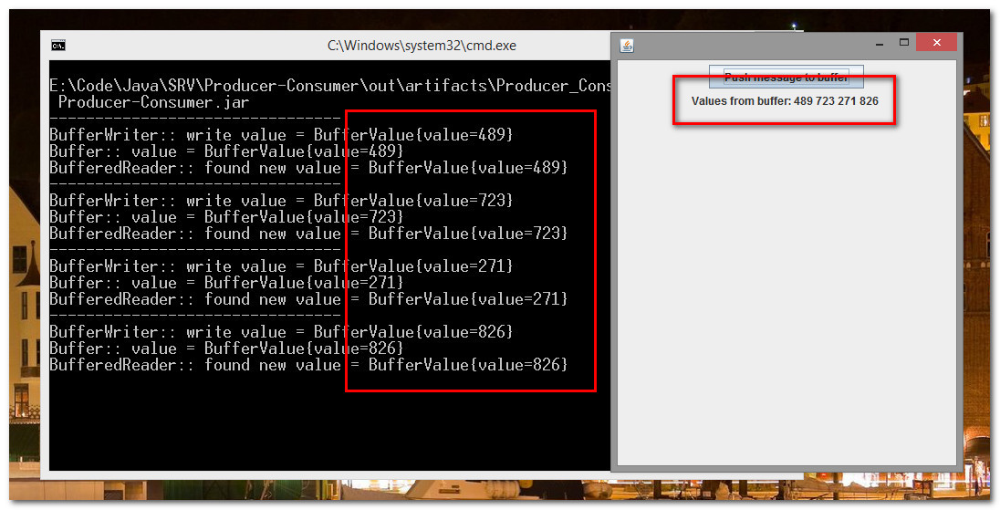 C:\Windows\system32\cmd.exe
E:\Code\Java\SRV\Producer-Consumer\out\artifacts\Producer_Cons
Producer-Consumer.jar
--------------------------------
BufferWriter:: write value = BufferValue{value=489}
Buffer:: value = BufferValue{value=489}
BufferedReader:: found new value = BufferValue{value=489}
--------------------------------
BufferWriter:: write value = BufferValue{value=723}
Buffer:: value = BufferValue{value=723}
BufferedReader:: found new value = BufferValue{value=723}
--------------------------------
BufferWriter:: write value = BufferValue{value=271}
Buffer:: value = BufferValue{value=271}
BufferedReader:: found new value = BufferValue{value=271}
--------------------------------
BufferWriter:: write value = BufferValue{value=826}
Buffer:: value = BufferValue{value=826}
BufferedReader:: found new value = BufferValue{value=826}
Push message to buffer
Values from buffer: 489 723 271 826